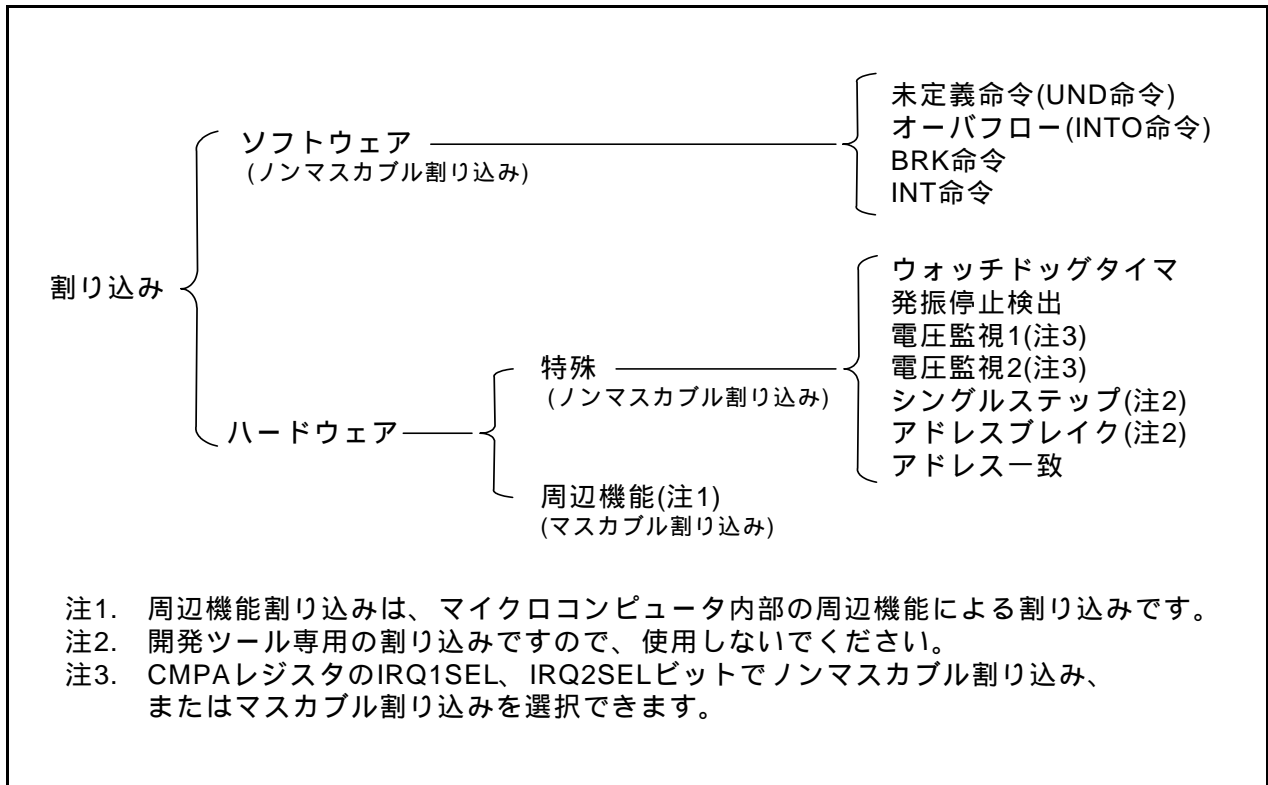 未定義命令(UND命令)
オーバフロー(INTO命令)
BRK命令
INT命令
ソフトウェア
(ノンマスカブル割り込み)
割り込み
ウォッチドッグタイマ
発振停止検出
電圧監視1(注3)
電圧監視2(注3)
シングルステップ(注2)
アドレスブレイク(注2)
アドレス一致
特殊
(ノンマスカブル割り込み)
ハードウェア
周辺機能(注1)
(マスカブル割り込み)
注1. 周辺機能割り込みは、マイクロコンピュータ内部の周辺機能による割り込みです。
注2. 開発ツール専用の割り込みですので、使用しないでください。
注3. CMPAレジスタのIRQ1SEL、IRQ2SELビットでノンマスカブル割り込み、
またはマスカブル割り込みを選択できます。